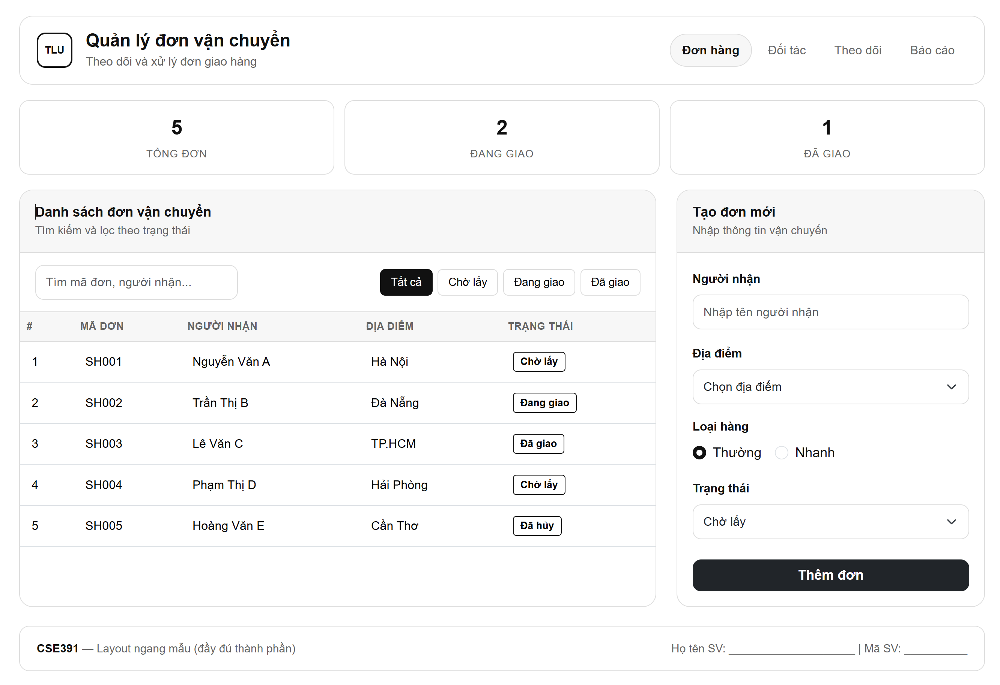 TLU
Quản lý đơn vận chuyển
Theo dõi và xử lý đơn giao hàng
Đơn hàng Đối tác Theo dõi Báo cáo
5
TỔNG ĐƠN
2
ĐANG GIAO
1
ĐÃ GIAO
Danh sách đơn vận chuyển
Tìm kiếm và lọc theo trạng thái
Tìm mã đơn, người nhận...
Tất cả Chờ lấy Đang giao Đã giao
# MÃ ĐƠN NGƯỜI NHẬN ĐỊA ĐIỂM TRẠNG THÁI
1 SH001 Nguyễn Văn A Hà Nội Chờ lấy
2 SH002 Trần Thị B Đà Nẵng Đang giao
3 SH003 Lê Văn C TP.HCM Đã giao
4 SH004 Phạm Thị D Hải Phòng Chờ lấy
5 SH005 Hoàng Văn E Cần Thơ Đã hủy
Tạo đơn mới
Nhập thông tin vận chuyển
Người nhận
Nhập tên người nhận
Địa điểm
Chọn địa điểm
Loại hàng
Thường Nhanh
Trạng thái
Chờ lấy
Thêm đơn
CSE391 — Layout ngang mẫu (đầy đủ thành phần)
Họ tên SV: ____________________ | Mã SV: __________